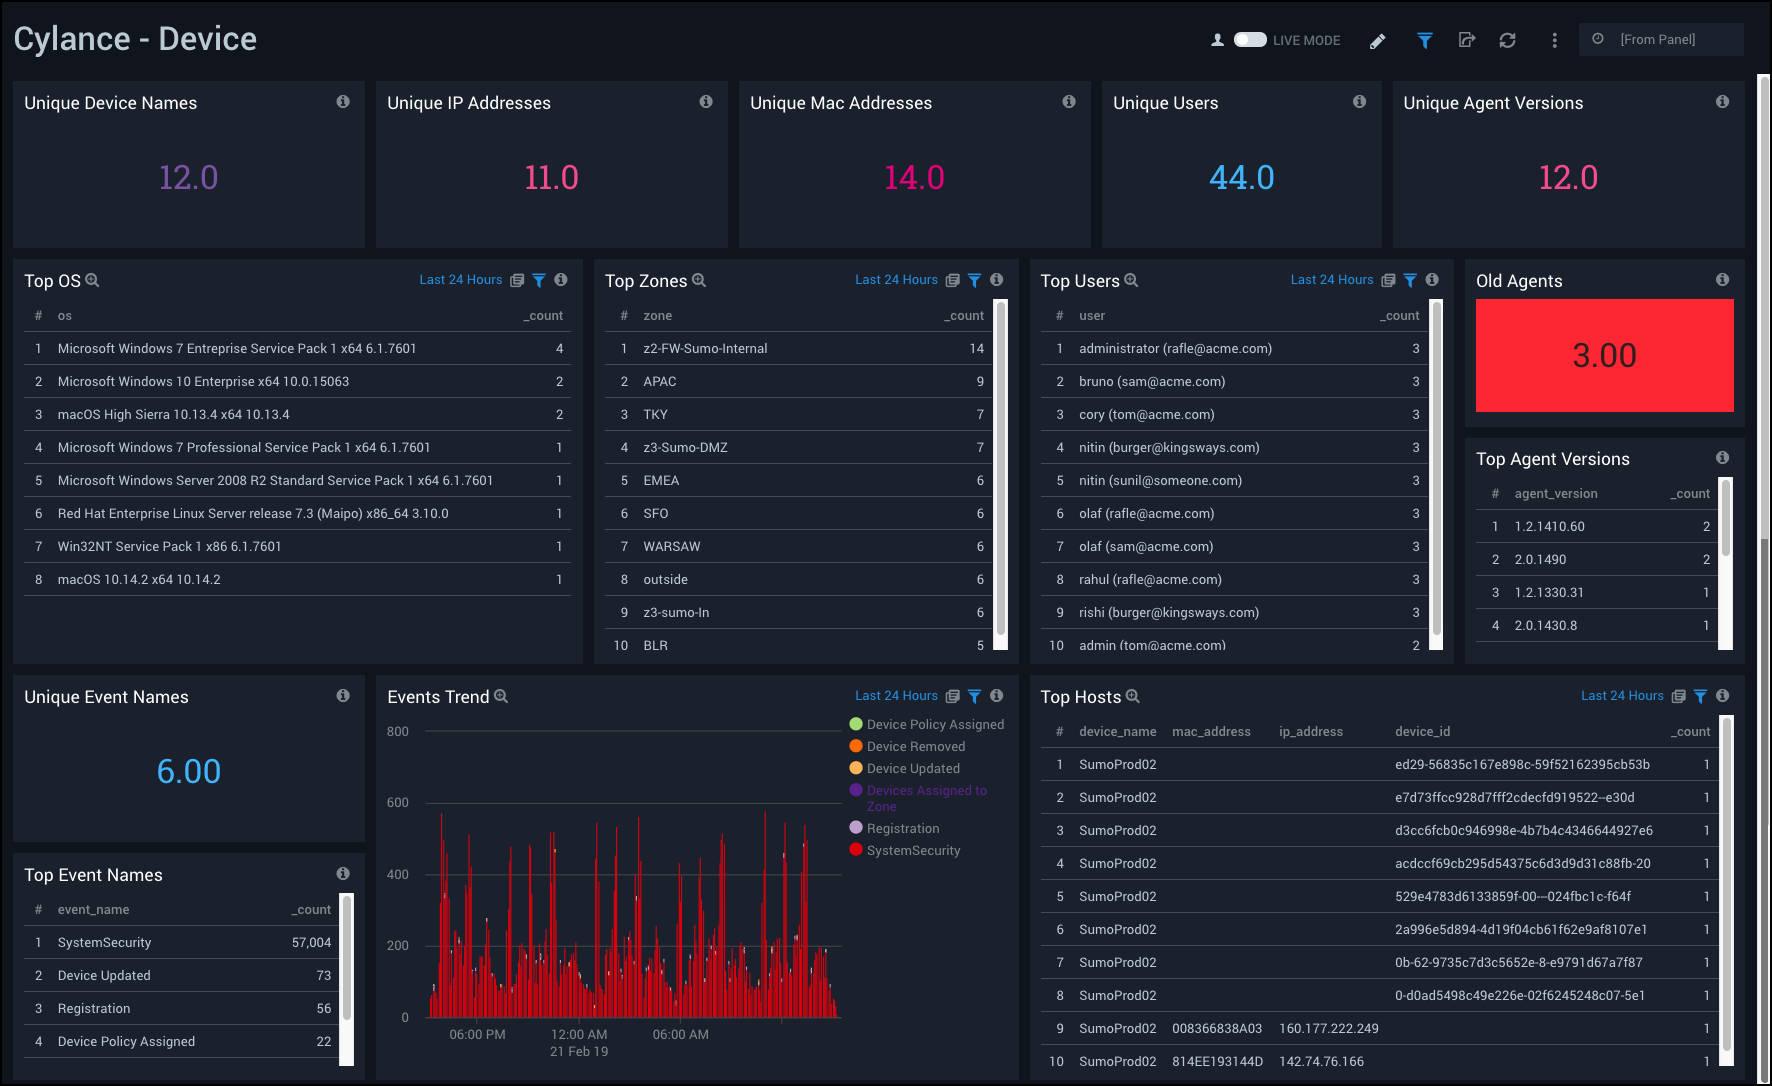 Cylance - Device
LIVE MODE
[From Panel]
Unique Device Names
12.0
Unique IP Addresses
11.0
Unique Mac Addresses
14.0
Unique Users
44.0
Unique Agent Versions
12.0
Top OS
Last 24 Hours
# os _count
1 Microsoft Windows 7 Entreprise Service Pack 1 x64 6.1.7601 4
2 Microsoft Windows 10 Enterprise x64 10.0.15063 2
3 macOS High Sierra 10.13.4 x64 10.13.4 2
4 Microsoft Windows 7 Professional Service Pack 1 x64 6.1.7601 1
5 Microsoft Windows Server 2008 R2 Standard Service Pack 1 x64 6.1.7601 1
6 Red Hat Enterprise Linux Server release 7.3 (Maipo) x86_64 3.10.0 1
7 Win32NT Service Pack 1 x86 6.1.7601 1
8 macOS 10.14.2 x64 10.14.2 1
Top Zones
Last 24 Hours
# zone _count
1 z2-FW-Sumo-Internal 14
2 APAC 9
3 TKY 7
4 z3-Sumo-DMZ 7
5 EMEA 6
6 SFO 6
7 WARSAW 6
8 outside 6
9 z3-sumo-In 6
10 BLR 5
Top Users
Last 24 Hours
# user _count
1 administrator (rafle@acme.com) 3
2 bruno (sam@acme.com) 3
3 cory (tom@acme.com) 3
4 nitin (burger@kingsways.com) 3
5 nitin (sunil@someone.com) 3
6 olaf (rafle@acme.com) 3
7 olaf (sam@acme.com) 3
8 rahul (rafle@acme.com) 3
9 rishi (burger@kingsways.com) 3
10 admin (tom@acme.com) 2
Old Agents
3.00
Top Agent Versions
# agent_version _count
1 1.2.1410.60 2
2 2.0.1490 2
3 1.2.1330.31 1
4 2.0.1430.8 1
Unique Event Names
6.00
Top Event Names
# event_name _count
1 SystemSecurity 57,004
2 Device Updated 73
3 Registration 56
4 Device Policy Assigned 22
Events Trend
Last 24 Hours
800
600
400
200
0
06:00 PM
12:00 AM
21 Feb 19
06:00 AM
Device Policy Assigned
Device Removed
Device Updated
Devices Assigned to
Zone
Registration
SystemSecurity
Top Hosts
Last 24 Hours
# device_name mac_address ip_address device_id _count
1 SumoProd02 ed29-56835c167e898c-59f52162395cb53b 1
2 SumoProd02 e7d73ffcc928d7fff2cdecfd919522--e30d 1
3 SumoProd02 d3cc6fcb0c946998e-4b7b4c4346644927e6 1
4 SumoProd02 acdccf69cb295d54375c6d3d9d31c88fb-20 1
5 SumoProd02 529e4783d6133859f-00---024fbc1c-f64f 1
6 SumoProd02 2a996e5d894-4d19f04cb61f62e9af8107e1 1
7 SumoProd02 0b-62-9735c7d3c5652e-8-e9791d67a7f87 1
8 SumoProd02 0-d0ad5498c49e226e-02f6245248c07-5e1 1
9 SumoProd02 008366838A03 160.177.222.249 1
10 SumoProd02 814EE193144D 142.74.76.166 1